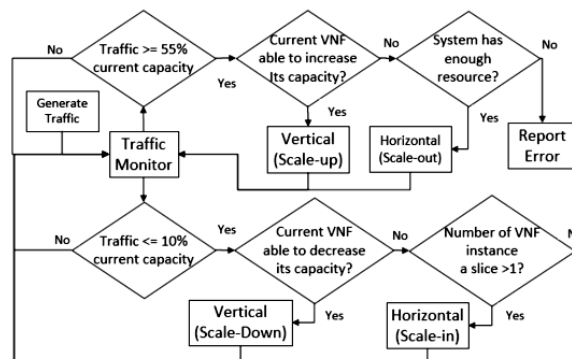 No
Traffic >= 55%
current capacity
Yes
Current VNF
able to increase
Its capacity?
No
System has
enough
resource?
No
Generate
Traffic
Yes
Yes
Traffic
Monitor
Vertical
(Scale-up)
Horizontal
(Scale-out)
Report
Error
No
Traffic <= 10%
current capacity
Yes
Current VNF
able to decrease
its capacity?
No
Number of VNF
instance
a slice >1?
Vertical
(Scale-Down)
Yes
Horizontal
(Scale-in)
Yes